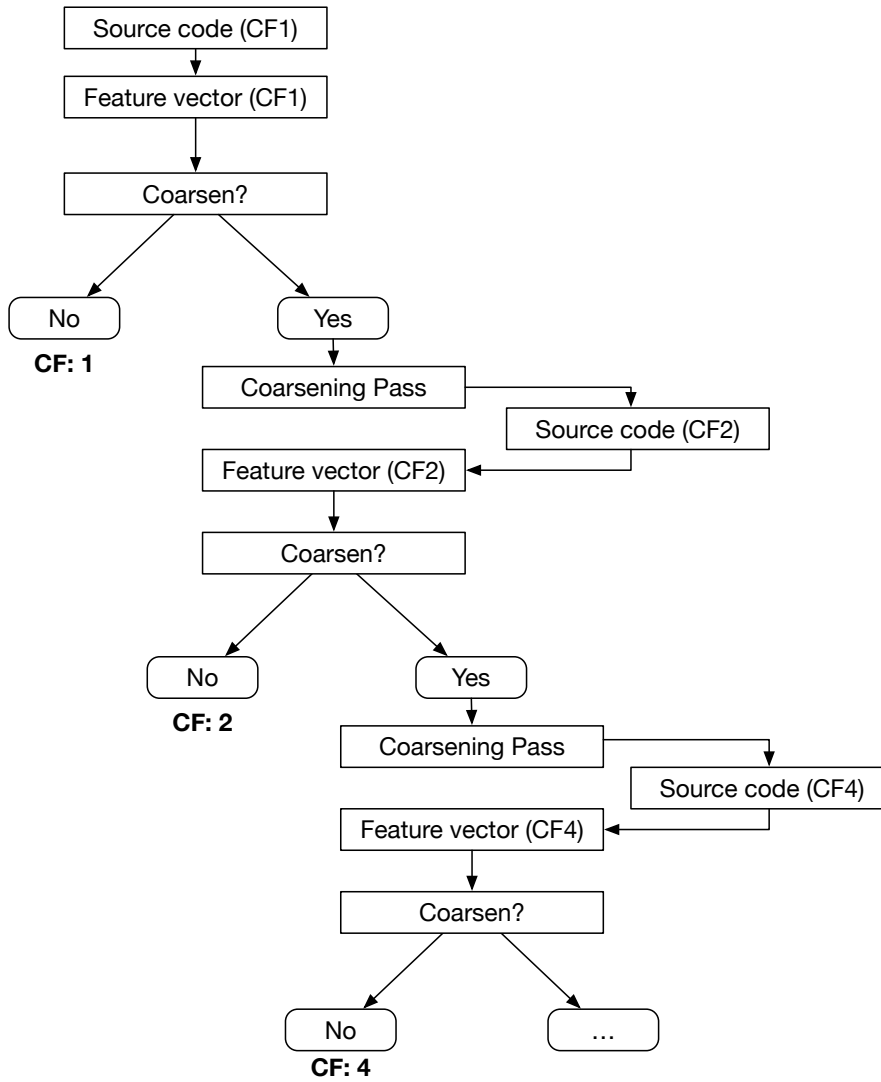 Source code (CF1)
Feature vector (CF1)
Coarsen?
No
Yes
CF: 1
Coarsening Pass
Source code (CF2)
Feature vector (CF2)
Coarsen?
No
Yes
CF: 2
Coarsening Pass
Source code (CF4)
Feature vector (CF4)
Coarsen?
No
...
CF: 4